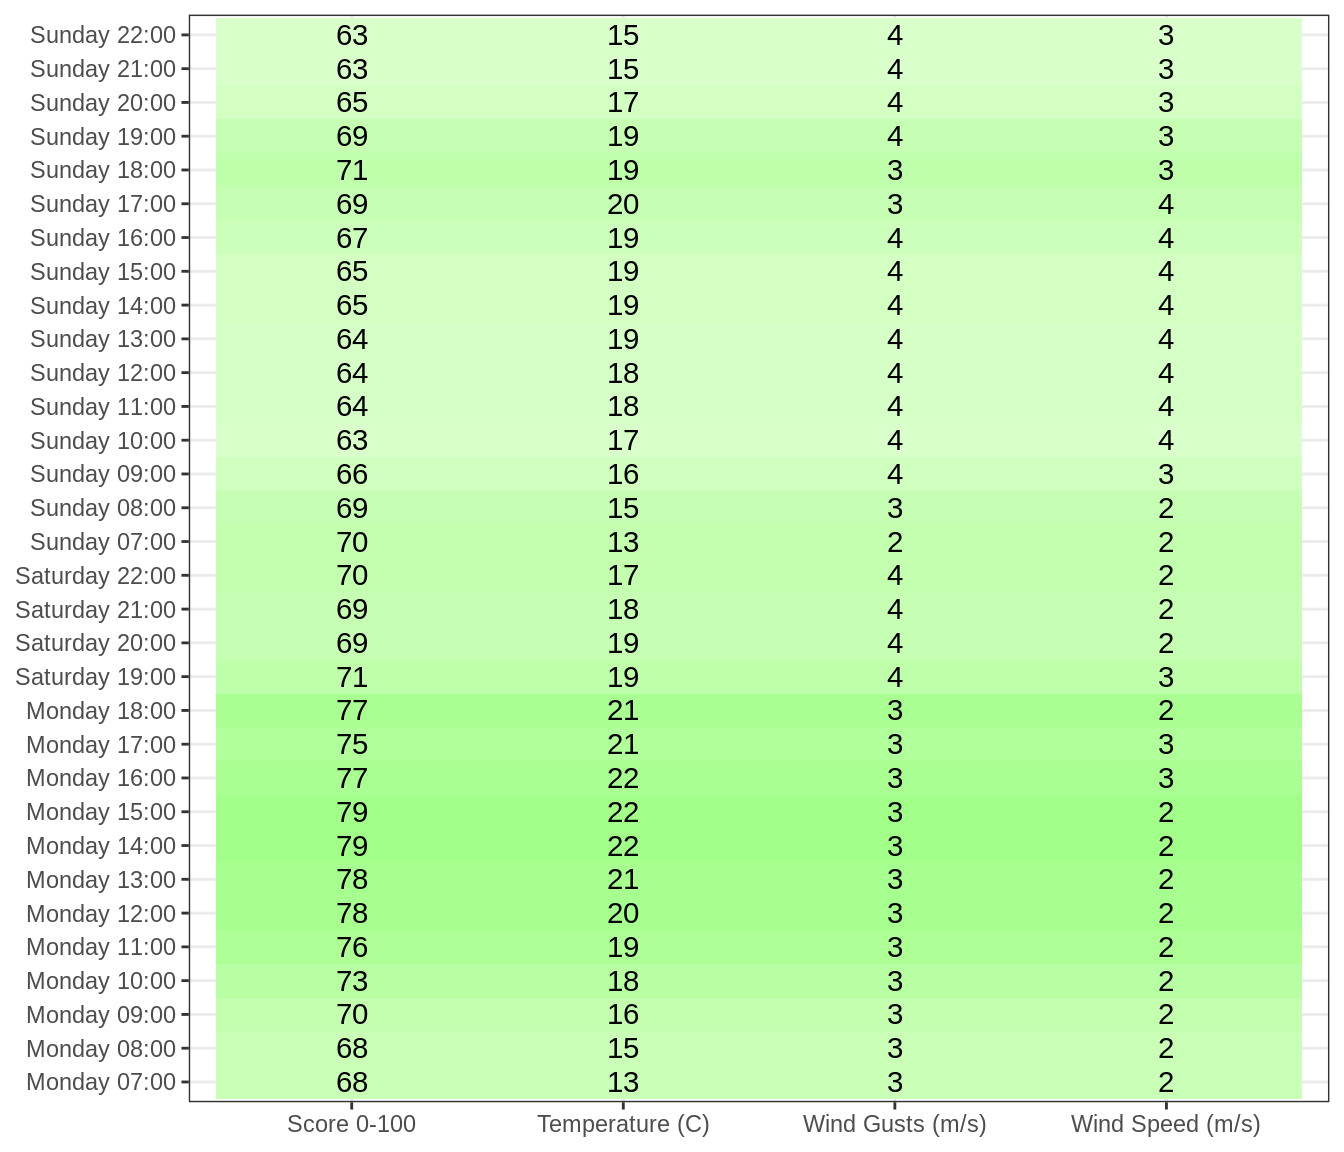 Sunday 22:00 63 15 4 3
Sunday 21:00 63 15 4 3
Sunday 20:00 65 17 4 3
Sunday 19:00 69 19 4 3
Sunday 18:00 71 19 3 3
Sunday 17:00 69 20 3 4
Sunday 16:00 67 19 4 4
Sunday 15:00 65 19 4 4
Sunday 14:00 65 19 4 4
Sunday 13:00 64 19 4 4
Sunday 12:00 64 18 4 4
Sunday 11:00 64 18 4 4
Sunday 10:00 63 17 4 4
Sunday 09:00 66 16 4 3
Sunday 08:00 69 15 3 2
Sunday 07:00 70 13 2 2
Saturday 22:00 70 17 4 2
Saturday 21:00 69 18 4 2
Saturday 20:00 69 19 4 2
Saturday 19:00 71 19 4 3
Monday 18:00 77 21 3 2
Monday 17:00 75 21 3 3
Monday 16:00 77 22 3 3
Monday 15:00 79 22 3 2
Monday 14:00 79 22 3 2
Monday 13:00 78 21 3 2
Monday 12:00 78 20 3 2
Monday 11:00 76 19 3 2
Monday 10:00 73 18 3 2
Monday 09:00 70 16 3 2
Monday 08:00 68 15 3 2
Monday 07:00 68 13 3 2
Score 0-100 Temperature (C) Wind Gusts (m/s) Wind Speed (m/s)